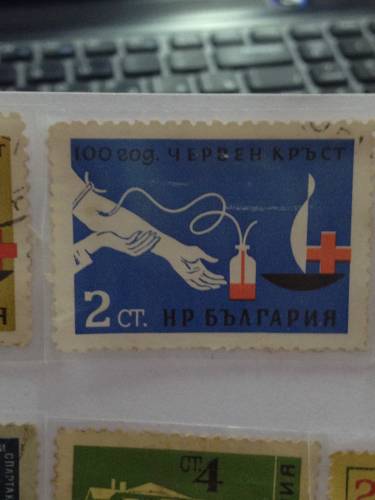 100 год. ЧЕРВЕН КРЪСТ
2 СТ. НР БЪЛГАРИЯ
СТ. 4